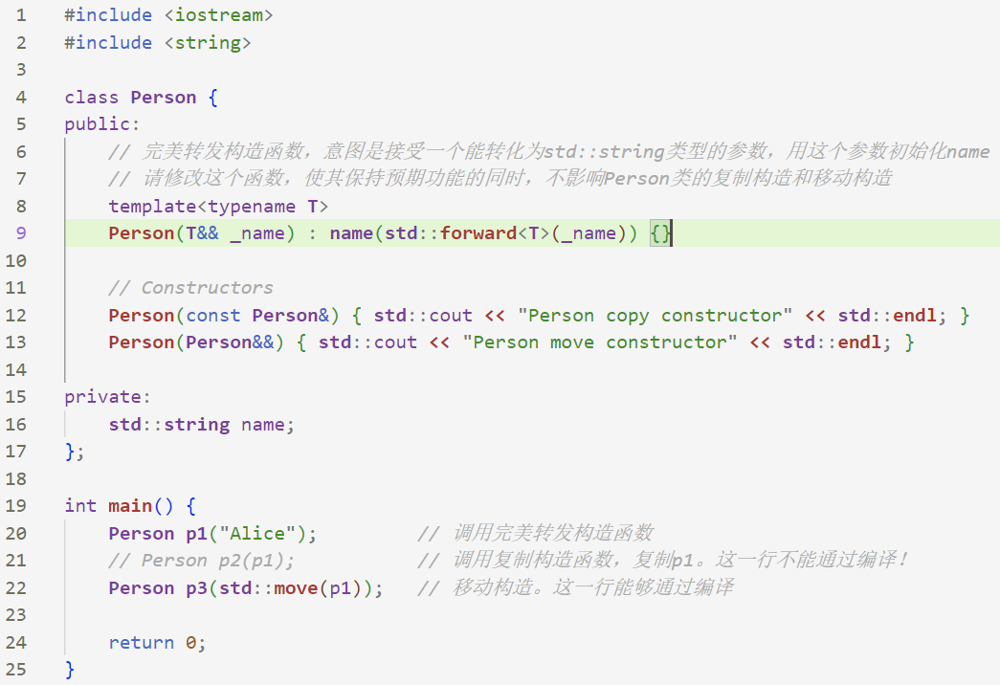 1 #include <iostream>
2 #include <string>
3
4 class Person {
5 public:
6     // 完美转发构造函数，意图是接受一个能转化为std::string类型的参数，用这个参数初始化name
7     // 请修改这个函数，使其保持预期功能的同时，不影响Person类的复制构造和移动构造
8     template<typename T>
9     Person(T&& _name) : name(std::forward<T>(_name)) {}
10
11     // Constructors
12     Person(const Person&) { std::cout << "Person copy constructor" << std::endl; }
13     Person(Person&&) { std::cout << "Person move constructor" << std::endl; }
14
15 private:
16     std::string name;
17 };
18
19 int main() {
20     Person p1("Alice");         // 调用完美转发构造函数
21     // Person p2(p1);           // 调用复制构造函数，复制p1。这一行不能通过编译！
22     Person p3(std::move(p1));   // 移动构造。这一行能够通过编译
23
24     return 0;
25 }